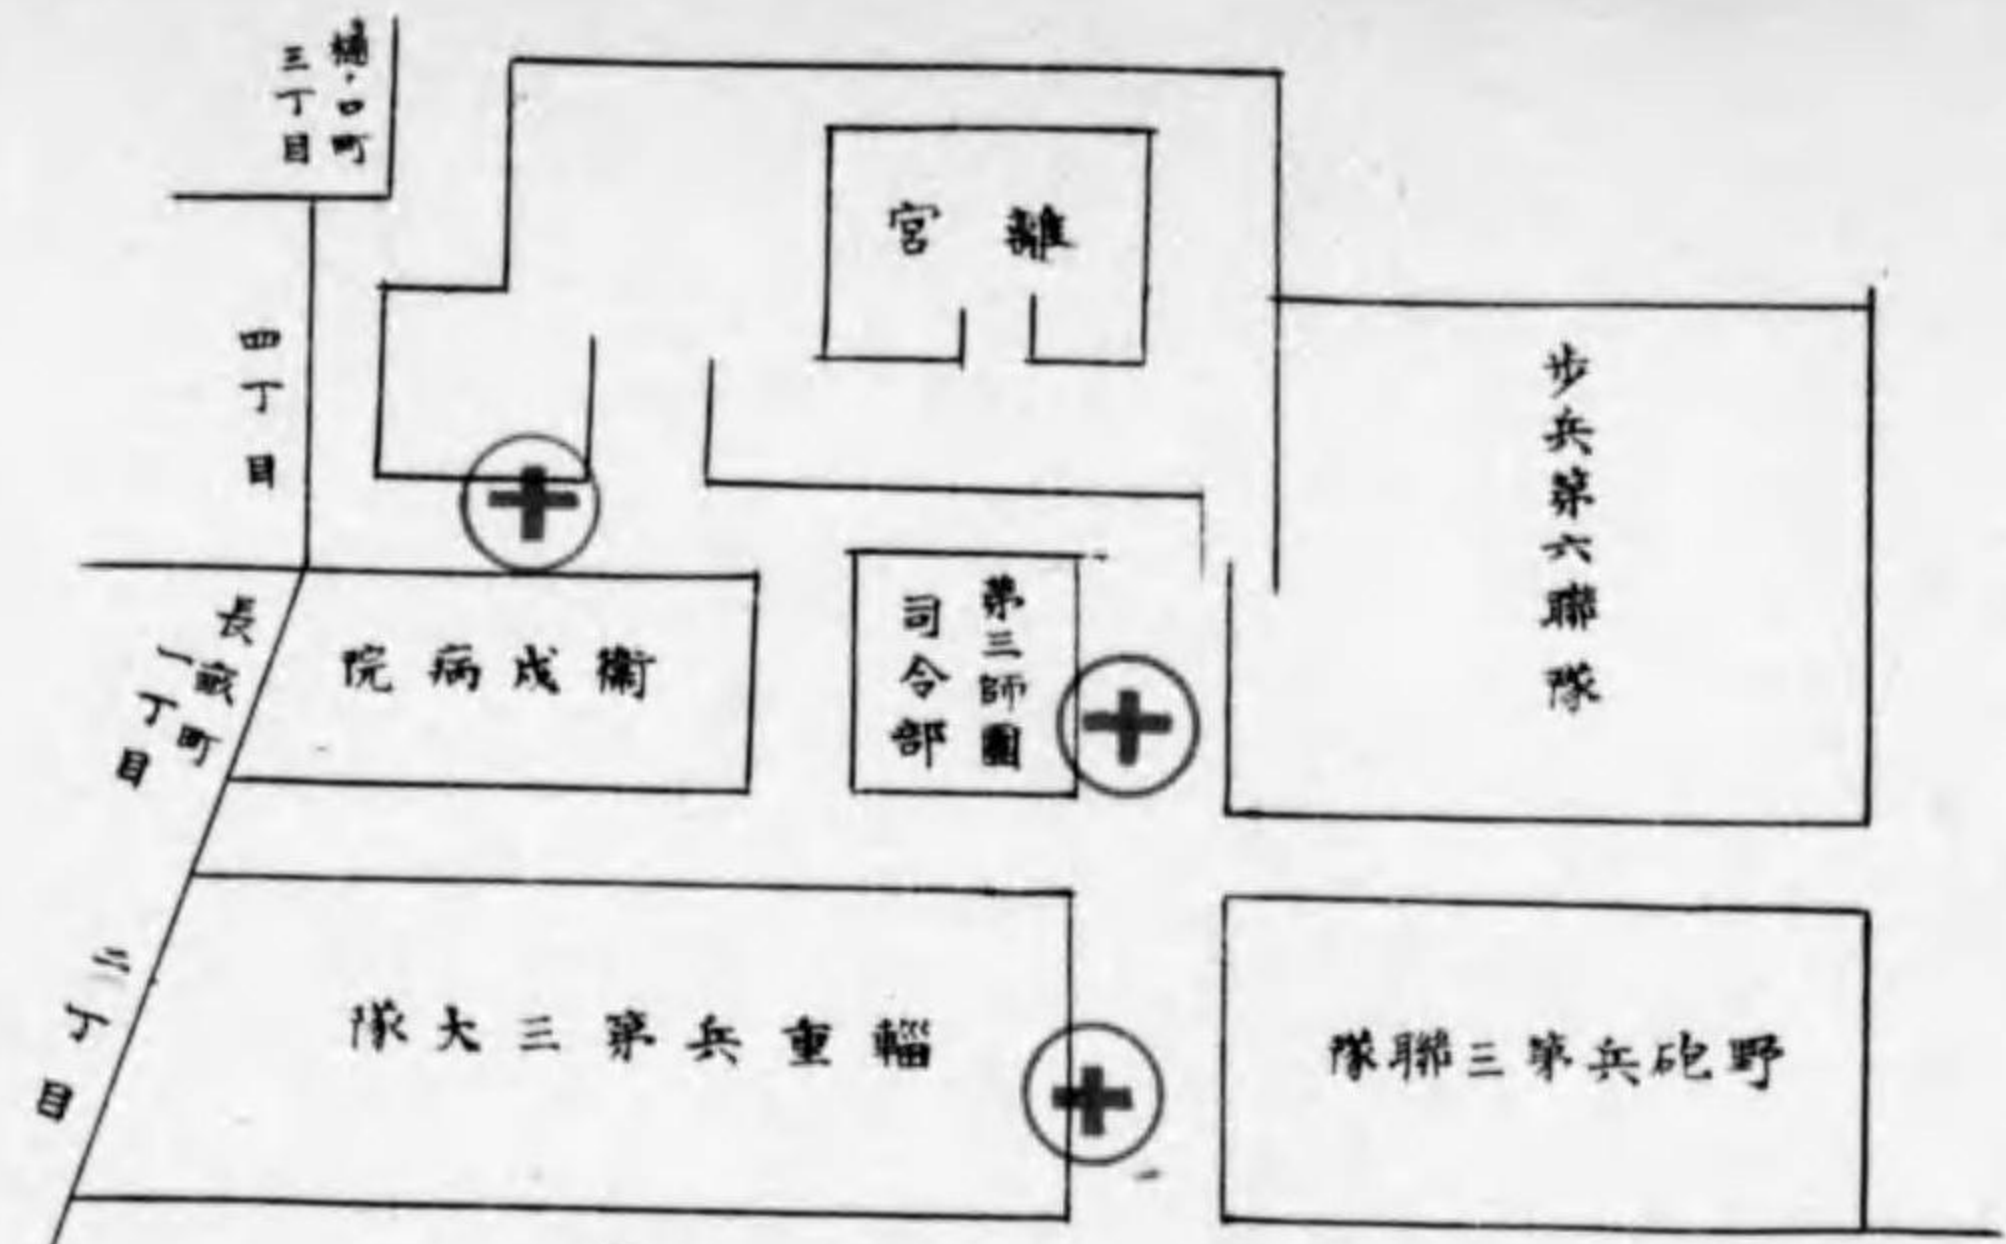 樋ノ口町
三丁目
離宮
四丁目
歩兵第六聯隊
長畝町
一丁目
衛戍病院
第三師團
司令部
二丁目
輜重兵第三大隊
野砲兵第三聯隊